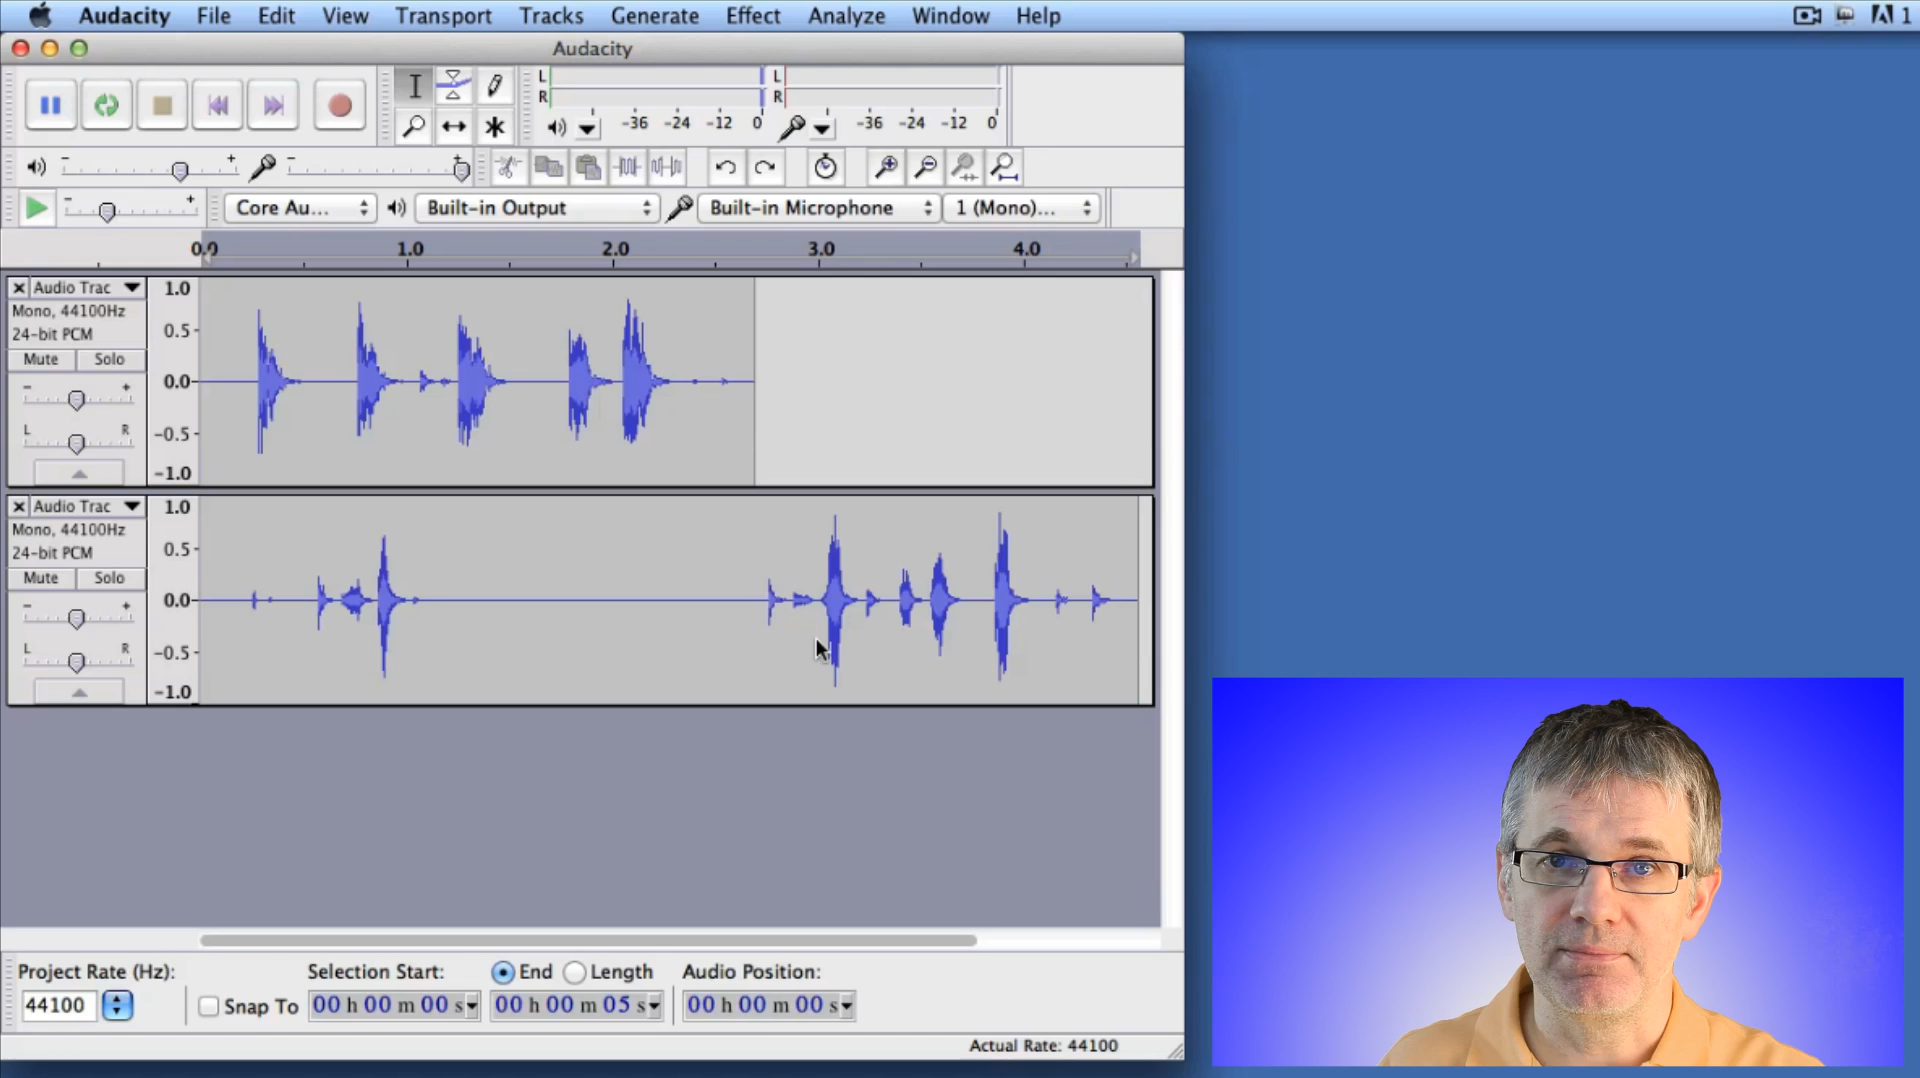 Audacity File Edit View Transport Tracks Generate Effect Analyze Window Help 1
Audacity
L L
R R
-36 -24 -12 0 -36 -24 -12 0
- + - +
- + Core Au... Built-in Output Built-in Microphone 1 (Mono)...
0.0 1.0 2.0 3.0 4.0
Audio Trac 1.0
Mono, 44100Hz
24-bit PCM 0.5
Mute Solo
- + 0.0
L R -0.5
-1.0
Audio Trac 1.0
Mono, 44100Hz
24-bit PCM 0.5
Mute Solo
- + 0.0
L R -0.5
-1.0
Project Rate (Hz): Selection Start: End Length Audio Position:
44100 Snap To 00 h 00 m 00 s 00 h 00 m 05 s 00 h 00 m 00 s
Actual Rate: 44100